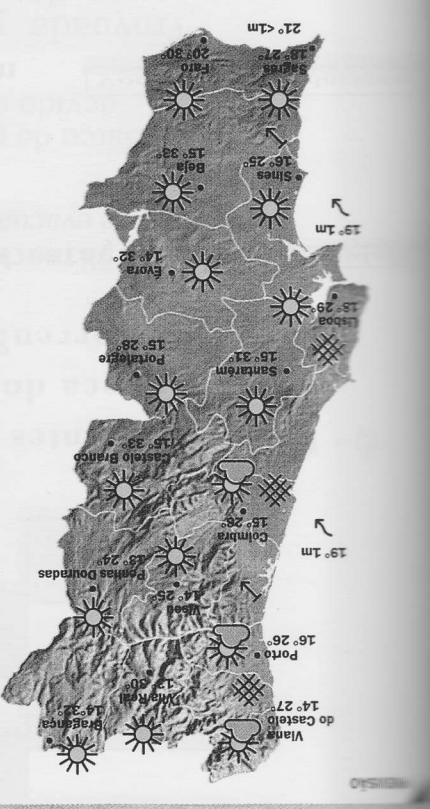 Viana
do Castelo
14° 27°
Bragança
14° 32°
Vila Real
13° 30°
Porto
16° 26°
Viseu
14° 25°
Penhas Douradas
13° 24°
19° 1m
Coimbra
15° 28°
Castelo Branco
15° 33°
Santarém
15° 31°
Portalegre
15° 28°
Lisboa
18° 29°
Évora
14° 32°
19° 1m
Sines
16° 25°
Beja
15° 33°
Sagres
18° 27°
Faro
20° 30°
21° <1m